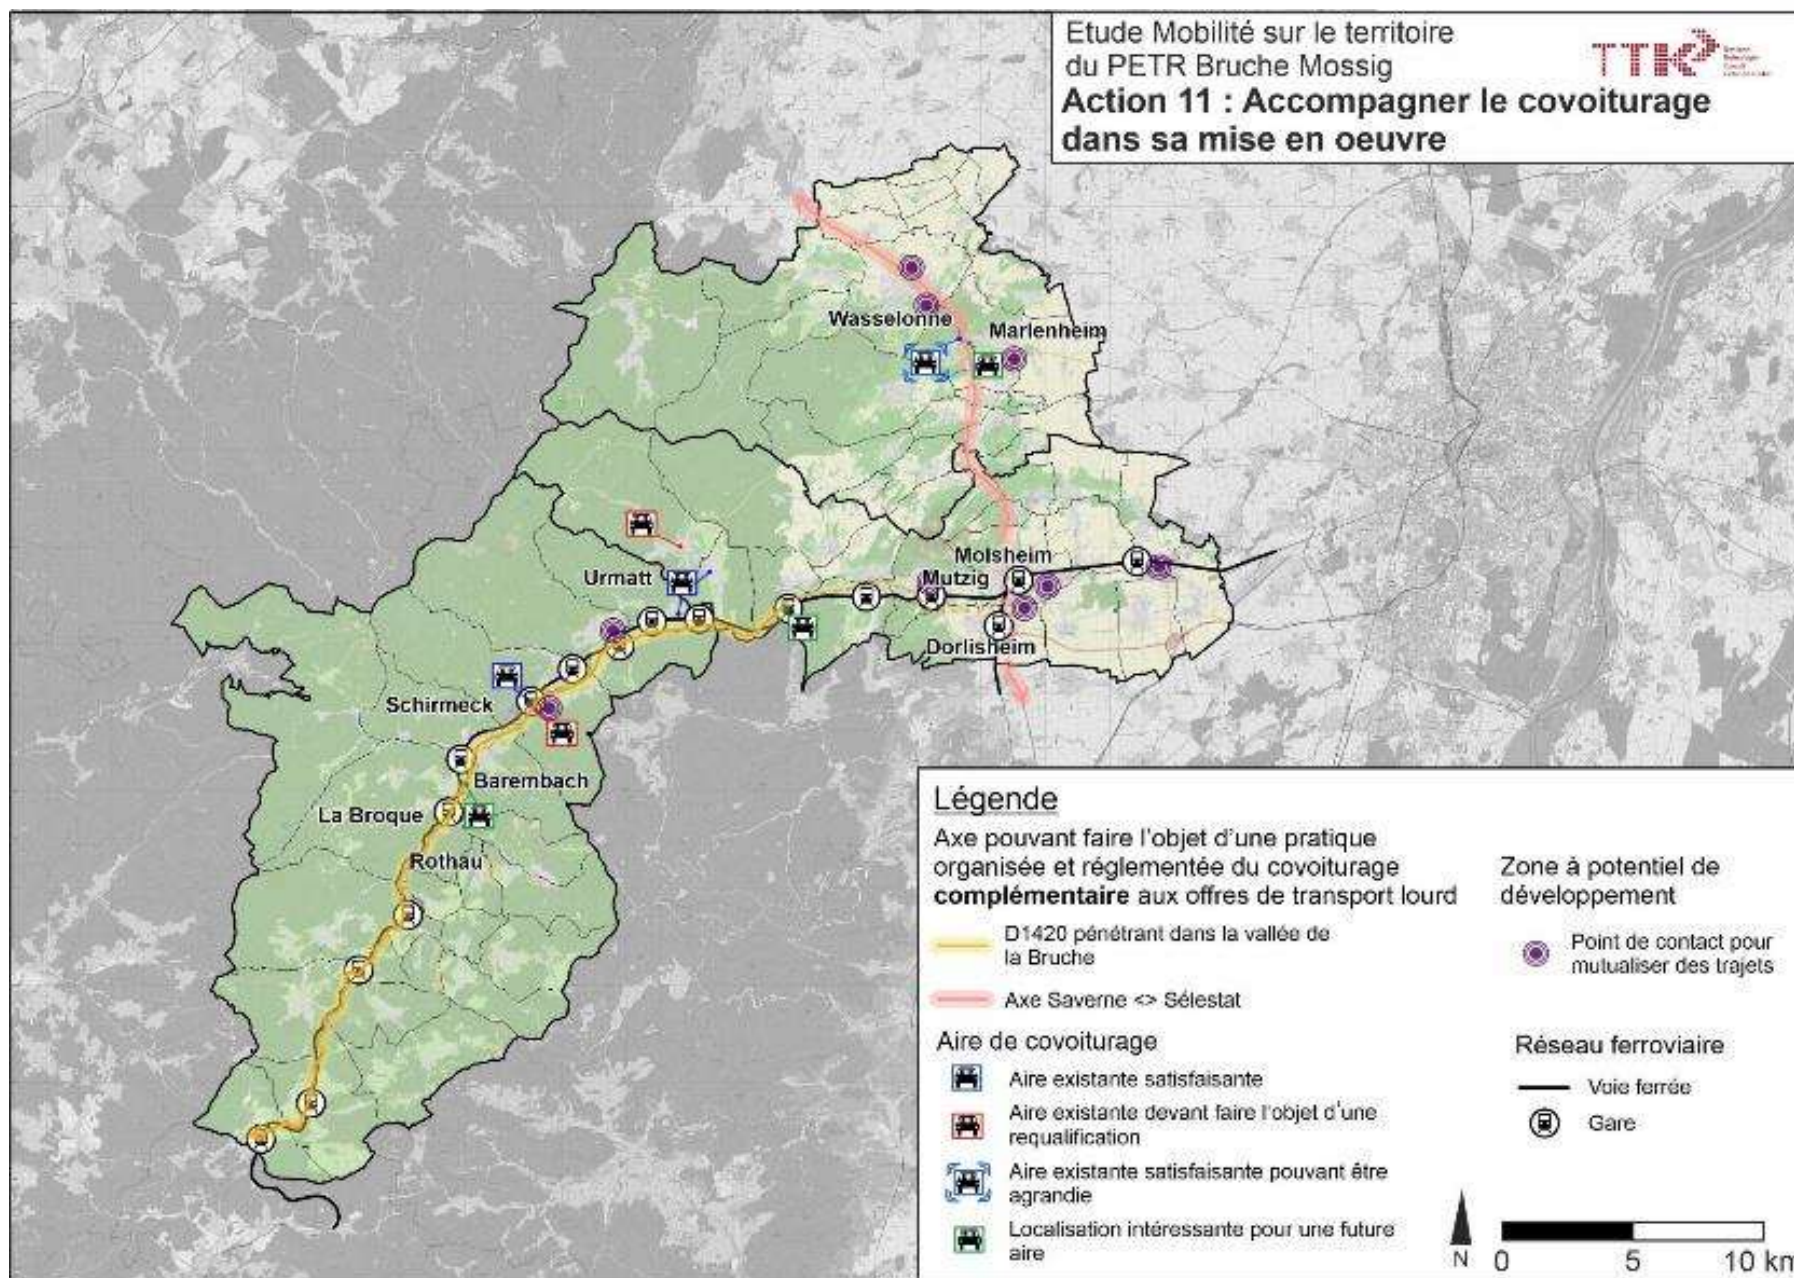 Etude Mobilité sur le territoire
du PETR Bruche Mossig
TTK
Action 11 : Accompagner le covoiturage
dans sa mise en oeuvre
Wasselonne
Marlenheim
Molsheim
Urmatt
Mutzig
Dorlisheim
Schirmeck
Barembach
La Broque
Rothau
Légende
Axe pouvant faire l'objet d'une pratique
organisée et réglementée du covoiturage
complémentaire aux offres de transport lourd
D1420 pénétrant dans la vallée de
la Bruche
Axe Saverne <> Sélestat
Aire de covoiturage
Aire existante satisfaisante
Aire existante devant faire l'objet d'une
requalification
Aire existante satisfaisante pouvant être
agrandie
Localisation intéressante pour une future
aire
Zone à potentiel de
développement
Point de contact pour
mutualiser des trajets
Réseau ferroviaire
Voie ferrée
Gare
N
0 5 10 km